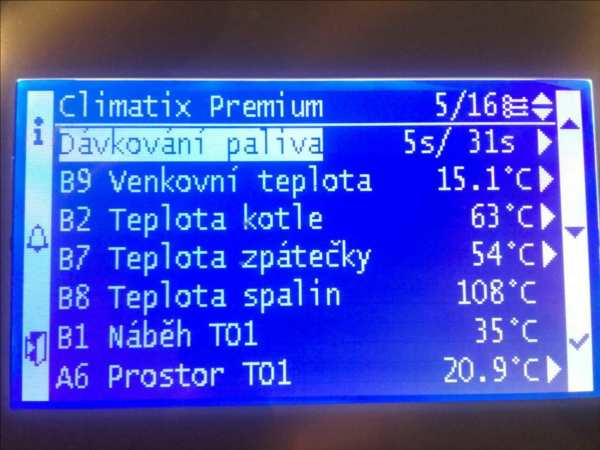 Climatix Premium 5/16
Dávkování paliva 5s/ 31s
B9 Venkovní teplota 15.1°C
B2 Teplota kotle 63°C
B7 Teplota zpátečky 54°C
B8 Teplota spalin 108°C
B1 Náběh TO1 35°C
A6 Prostor TO1 20.9°C